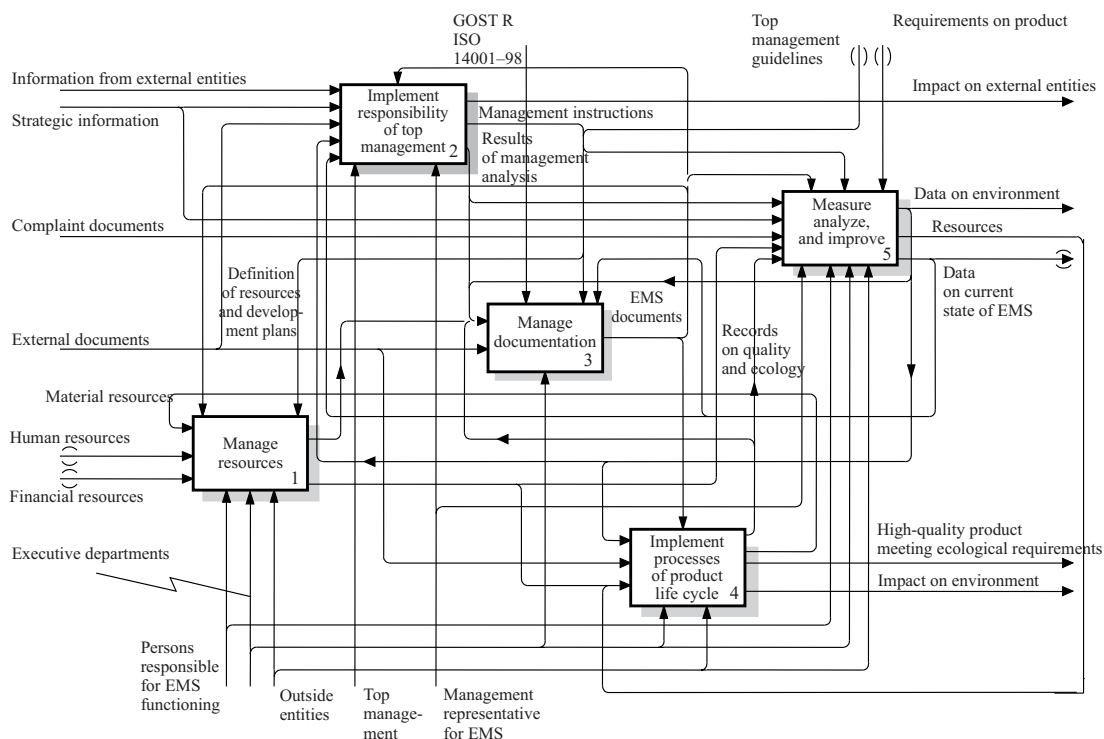 GOST R
ISO
14001–98
Top
management
guidelines
Requirements on product
Information from external entities
Strategic information
Implement
responsibility
of top
management 2
Management instructions
Results
of management
analysis
Impact on external entities
Complaint documents
Measure
analyze,
and improve
5
Data on environment
Resources
Data
on current
state of EMS
Definition
of resources
and develop-
ment plans
External documents
Manage
documentation
3
EMS
documents
Records
on quality
and ecology
Material resources
Human resources
Financial resources
Manage
resources
1
Executive departments
Implement
processes
of product
life cycle 4
High-quality product
meeting ecological requirements
Impact on environment
Persons
responsible
for EMS
functioning
Outside
entities
Top
manage-
ment
Management
representative
for EMS